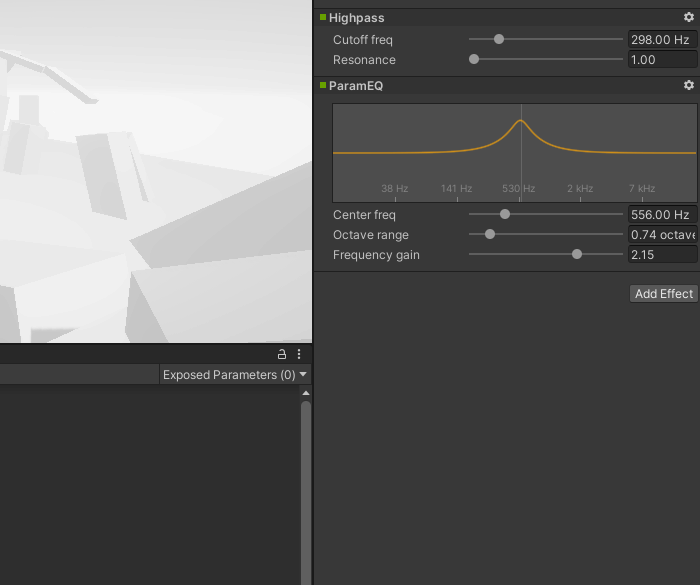 Highpass
Cutoff freq 298.00 Hz
Resonance 1.00
ParamEQ
38 Hz 141 Hz 530 Hz 2 kHz 7 kHz
Center freq 556.00 Hz
Octave range 0.74 octave
Frequency gain 2.15
Add Effect
Exposed Parameters (0)